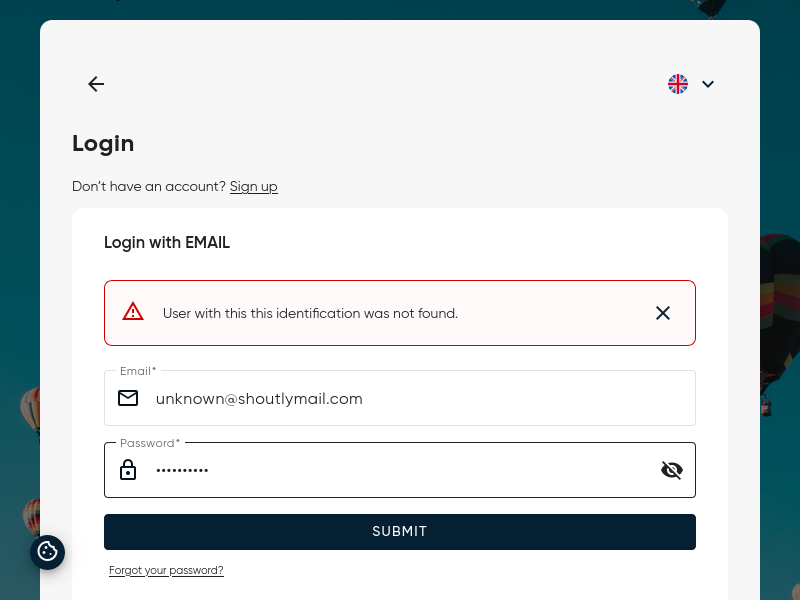 Login
Don't have an account? Sign up
Login with EMAIL
User with this this identification was not found.
Email*
unknown@shoutlymail.com
Password*
••••••••••
SUBMIT
Forgot your password?